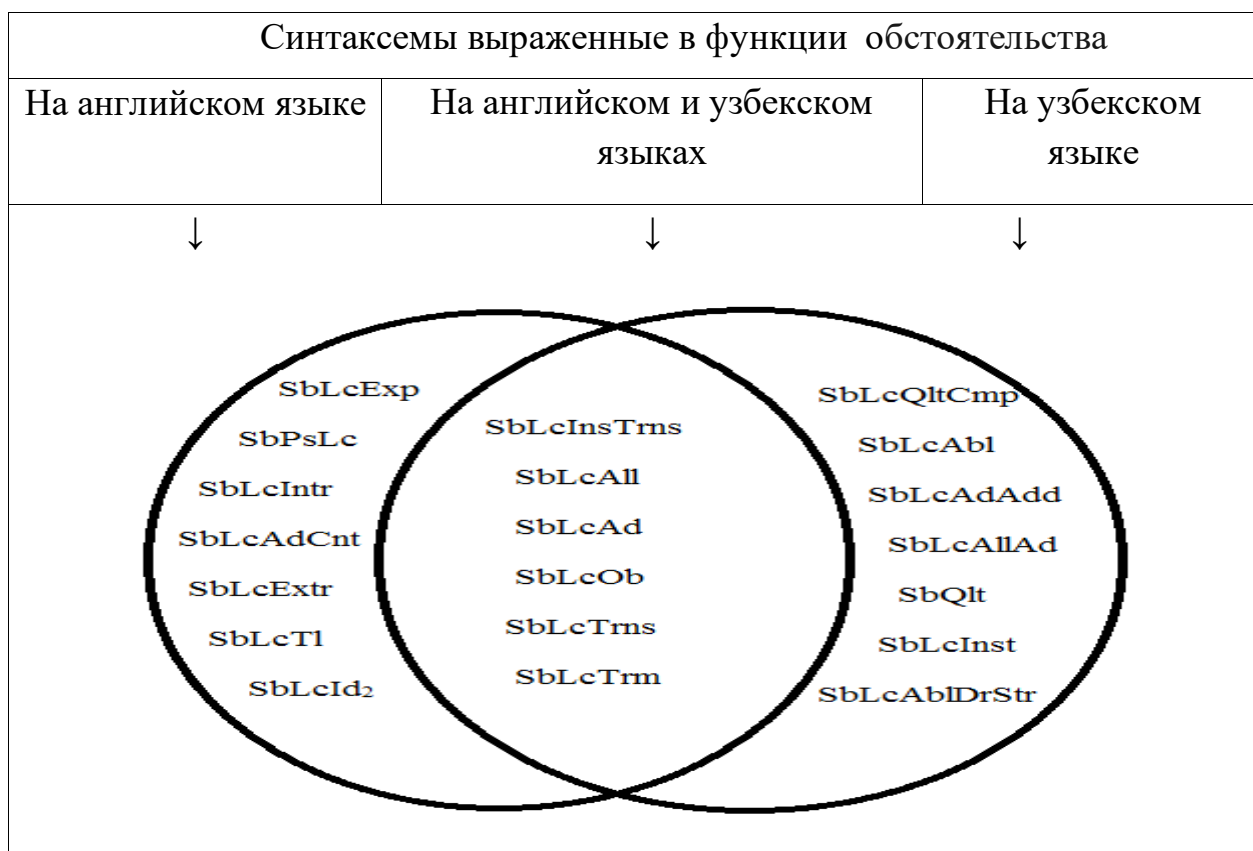 Синтаксемы выраженные в функции обстоятельства
На английском языке
На английском и узбекском
языках
На узбекском
языке
↓ ↓ ↓
SbLcExp
SbPsLc
SbLcIntr
SbLcAdCnt
SbLcExtr
SbLcTl
SbLcId₂
SbLcInsTrns
SbLcAll
SbLcAd
SbLcOb
SbLcTrns
SbLcTrm
SbLcQltCmp
SbLcAbl
SbLcAdAdd
SbLcAllAd
SbQlt
SbLcInst
SbLcAblDrStr